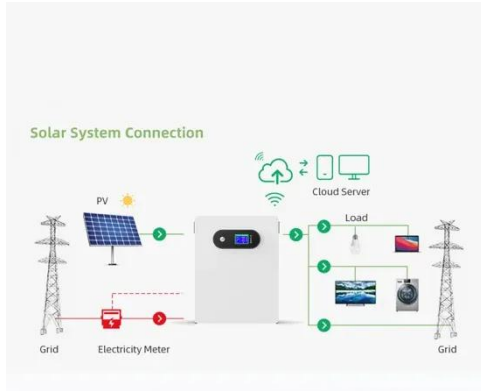 Solar System Connection
Cloud Server
PV
Load
Grid
Electricity Meter
Grid